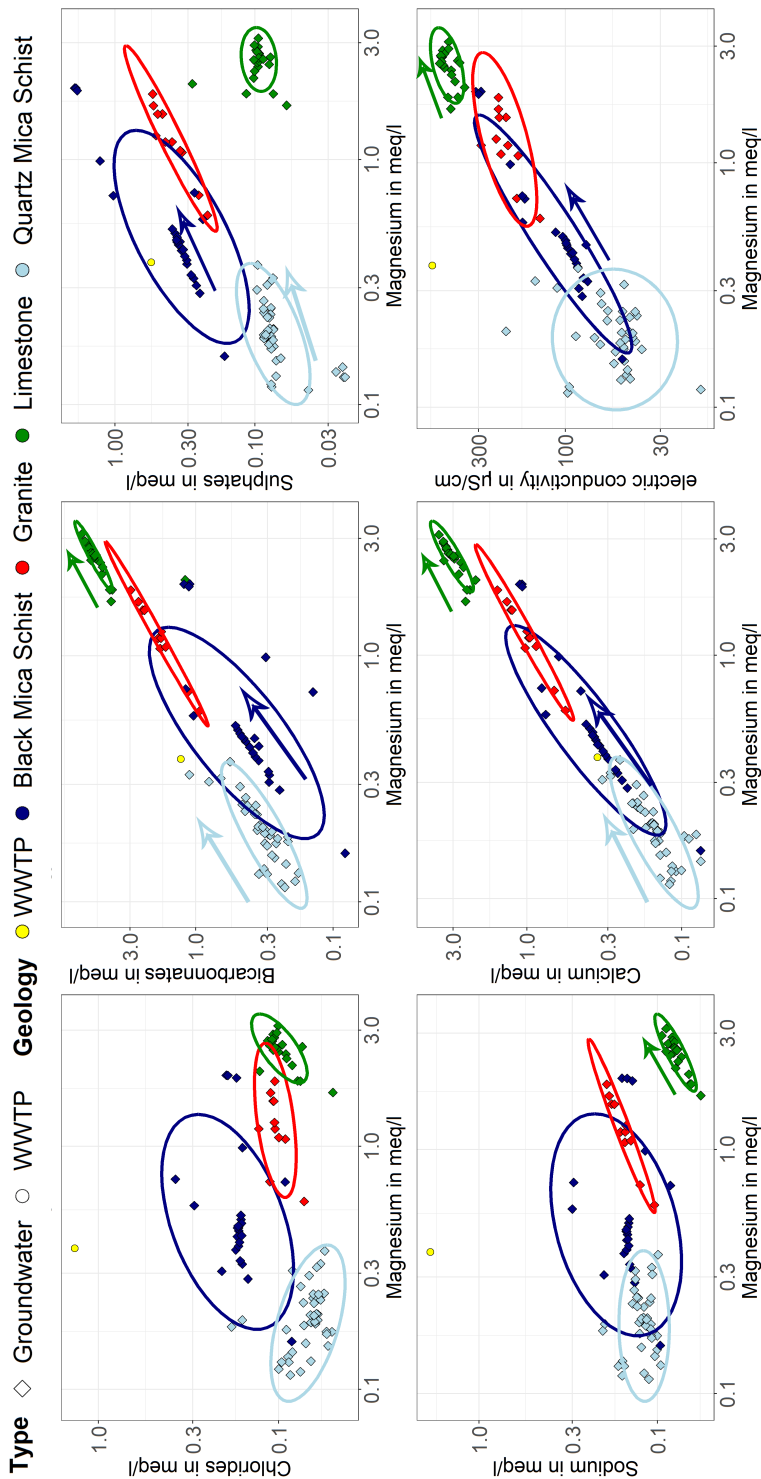 Type Groundwater WWTP Geology WWTP Black Mica Schist Granite Limestone Quartz Mica Schist
Chlorides in meq/l
1.0
0.3
0.1
0.1 0.3 1.0 3.0
Magnesium in meq/l
Bicarbonnates in meq/l
3.0
1.0
0.3
0.1
0.1 0.3 1.0 3.0
Magnesium in meq/l
Sulphates in meq/l
1.00
0.30
0.10
0.03
0.1 0.3 1.0 3.0
Magnesium in meq/l
Sodium in meq/l
1.0
0.3
0.1
0.1 0.3 1.0 3.0
Magnesium in meq/l
Calcium in meq/l
3.0
1.0
0.3
0.1
0.1 0.3 1.0 3.0
Magnesium in meq/l
electric conductivity in µS/cm
300
100
30
0.1 0.3 1.0 3.0
Magnesium in meq/l